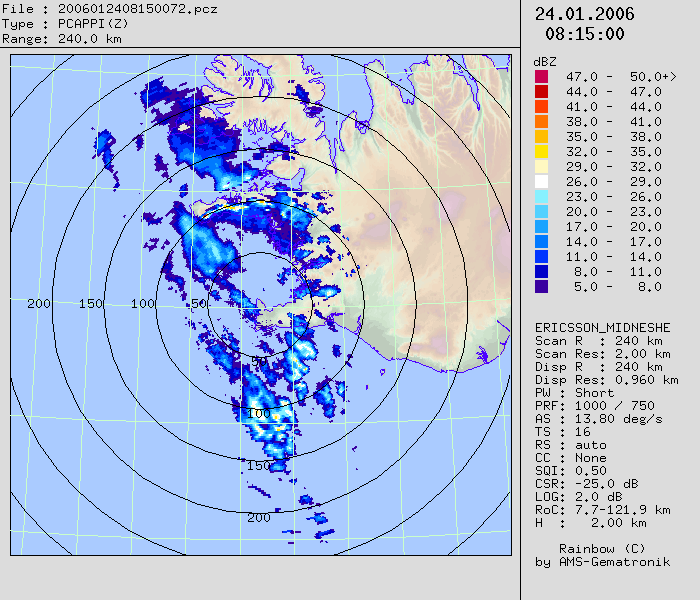 File : 2006012408150072.pcz
Type : PCAPPI(Z)
Range: 240.0 km
24.01.2006
08:15:00
dBZ
47.0 - 50.0+>
44.0 - 47.0
41.0 - 44.0
38.0 - 41.0
35.0 - 38.0
32.0 - 35.0
29.0 - 32.0
26.0 - 29.0
23.0 - 26.0
20.0 - 23.0
17.0 - 20.0
14.0 - 17.0
11.0 - 14.0
8.0 - 11.0
5.0 - 8.0
200 150 100 50
50
100
150
200
ERICSSON_MIDNESHE
Scan R : 240 km
Scan Res: 2.00 km
Disp R : 240 km
Disp Res: 0.960 km
PW : Short
PRF: 1000 / 750
AS : 13.80 deg/s
TS : 16
RS : auto
CC : None
SQI: 0.50
CSR: -25.0 dB
LOG: 2.0 dB
RoC: 7.7-121.9 km
H : 2.00 km
Rainbow (C)
by AMS-Gematronik